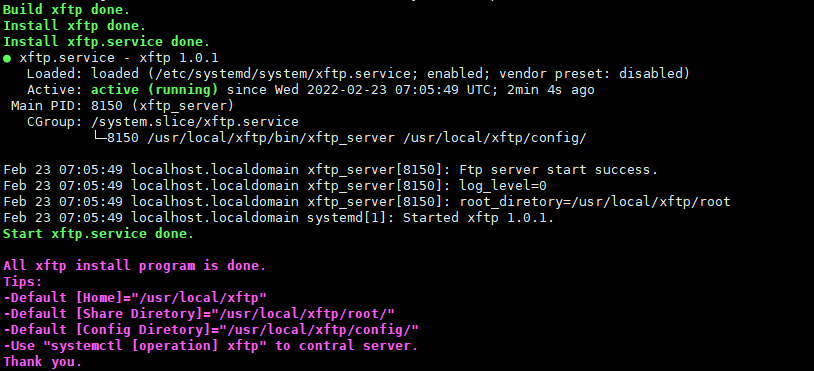 Build xftp done.
Install xftp done.
Install xftp.service done.
● xftp.service - xftp 1.0.1
   Loaded: loaded (/etc/systemd/system/xftp.service; enabled; vendor preset: disabled)
   Active: active (running) since Wed 2022-02-23 07:05:49 UTC; 2min 4s ago
 Main PID: 8150 (xftp_server)
   CGroup: /system.slice/xftp.service
           └─8150 /usr/local/xftp/bin/xftp_server /usr/local/xftp/config/

Feb 23 07:05:49 localhost.localdomain xftp_server[8150]: Ftp server start success.
Feb 23 07:05:49 localhost.localdomain xftp_server[8150]: log_level=0
Feb 23 07:05:49 localhost.localdomain xftp_server[8150]: root_diretory=/usr/local/xftp/root
Feb 23 07:05:49 localhost.localdomain systemd[1]: Started xftp 1.0.1.
Start xftp.service done.

All xftp install program is done.
Tips:
-Default [Home]="/usr/local/xftp"
-Default [Share Diretory]="/usr/local/xftp/root/"
-Default [Config Diretory]="/usr/local/xftp/config/"
-Use "systemctl [operation] xftp" to contral server.
Thank you.